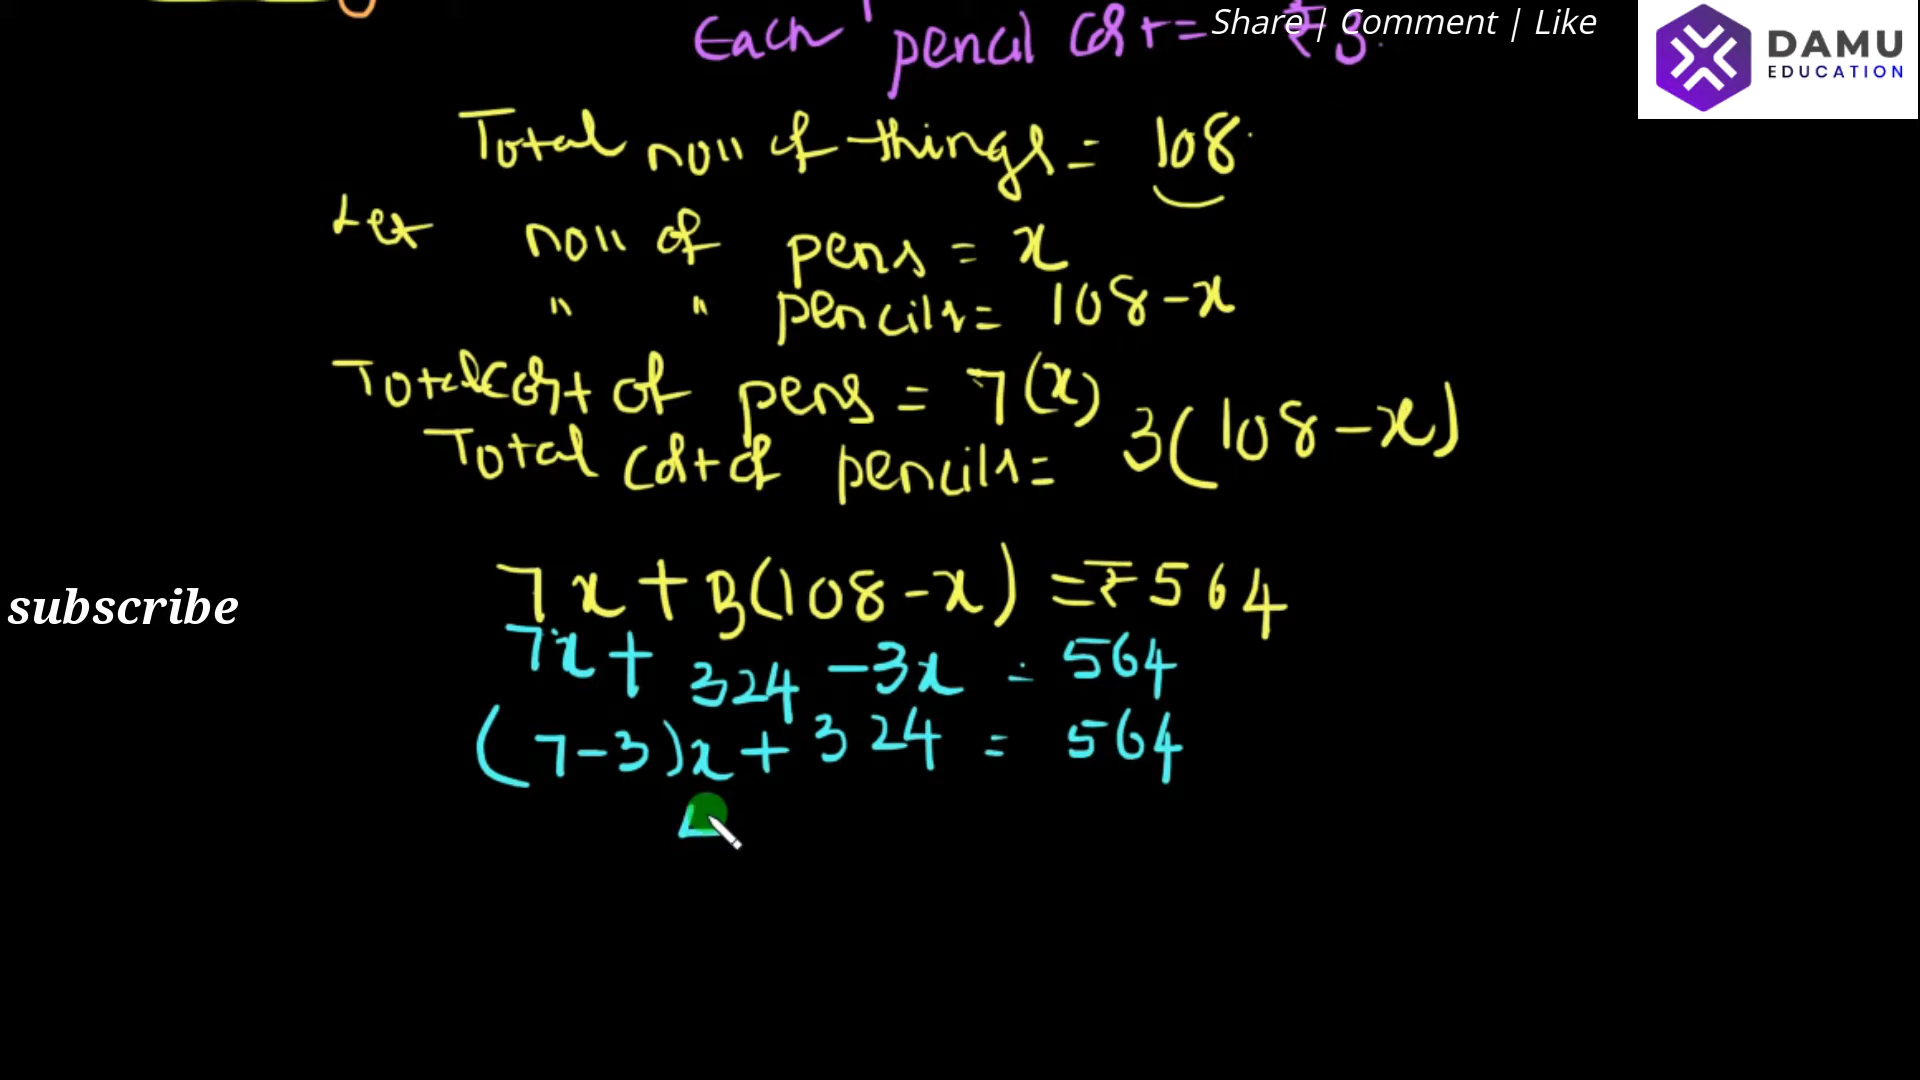 Share | Comment | Like
DAMU
EDUCATION
Each pencil cost = ₹ 3.
Total no" of things = 108.
Let no" of pens = x
" " pencils = 108-x
Total cost of pens = 7(x)
Total cost of pencils = 3(108-x)
7x + 3(108-x) = ₹564
subscribe
7x + 324 -3x = 564
(7-3)x + 324 = 564